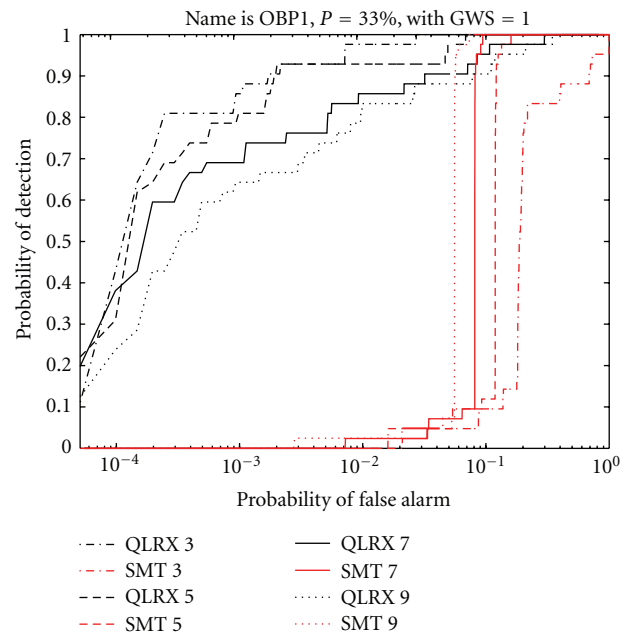 Name is OBP1, P = 33%, with GWS = 1
Probability of detection
1
0.9
0.8
0.7
0.6
0.5
0.4
0.3
0.2
0.1
0
10⁻⁴
10⁻³
10⁻²
10⁻¹
10⁰
Probability of false alarm
QLRX 3
SMT 3
QLRX 5
SMT 5
QLRX 7
SMT 7
QLRX 9
SMT 9